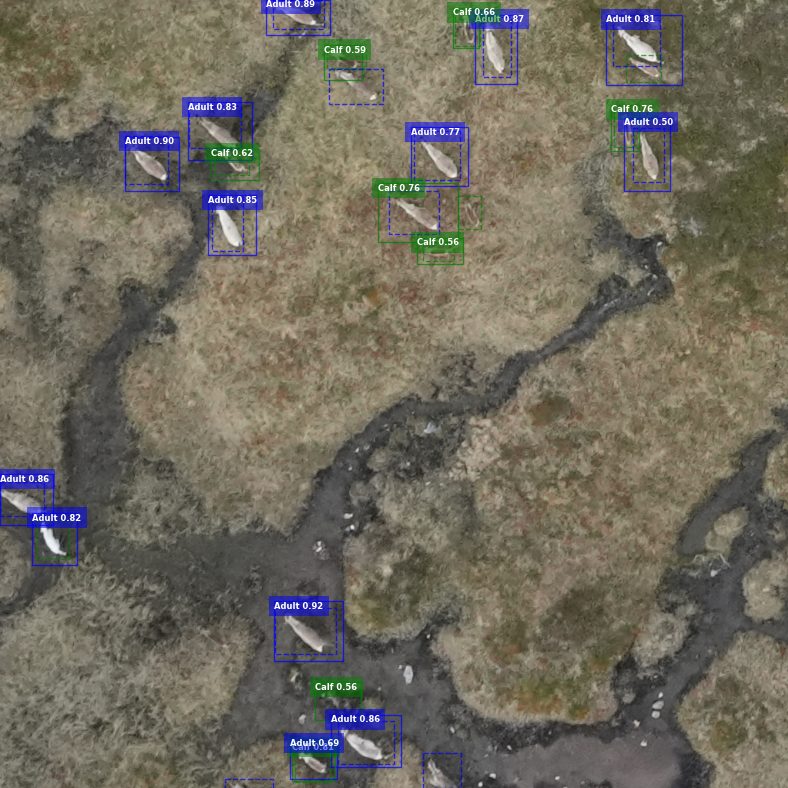 Adult 0.89
Calf 0.66
Adult 0.87
Adult 0.81
Calf 0.59
Adult 0.83
Calf 0.76
Adult 0.50
Adult 0.90
Calf 0.62
Adult 0.77
Calf 0.76
Adult 0.85
Calf 0.56
Adult 0.86
Adult 0.82
Adult 0.92
Calf 0.56
Adult 0.86
Adult 0.69